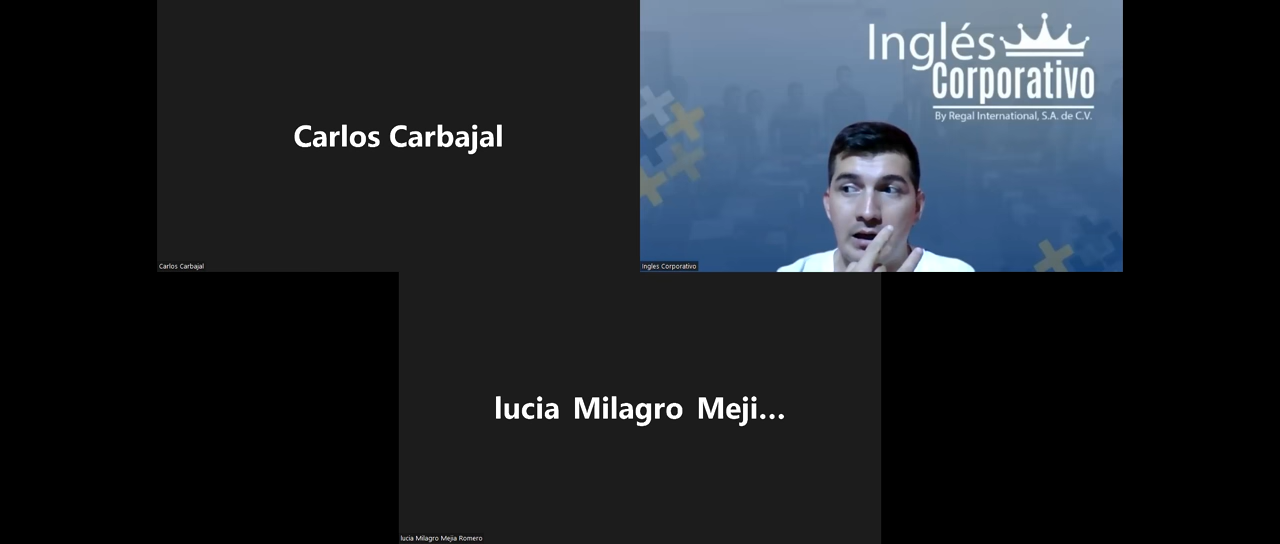 Carlos Carbajal
Carlos Carbajal
Inglés
Corporativo
By Regal International, S.A. de C.V.
Ingles Corporativo
lucia Milagro Meji...
lucia Milagro Mejia Romero